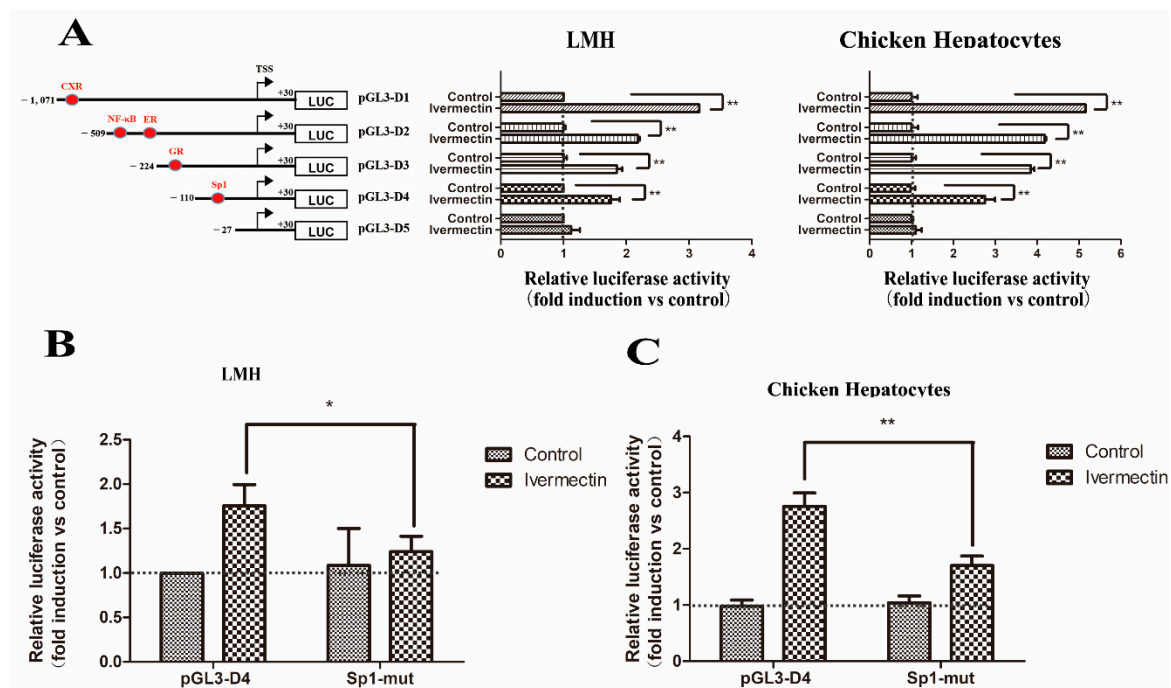 A
LMH
Chicken Hepatocytes
CXR
TSS
−1,071
+30
LUC
pGL3-D1
NF-κB
ER
−509
+30
LUC
pGL3-D2
GR
−224
+30
LUC
pGL3-D3
Sp1
−110
+30
LUC
pGL3-D4
−27
+30
LUC
pGL3-D5
Control
Ivermectin
**
Control
Ivermectin
**
Control
Ivermectin
**
Control
Ivermectin
**
Control
Ivermectin
0 1 2 3 4
Relative luciferase activity
(fold induction vs control)
Control
Ivermectin
**
Control
Ivermectin
**
Control
Ivermectin
**
Control
Ivermectin
**
Control
Ivermectin
0 1 2 3 4 5 6
Relative luciferase activity
(fold induction vs control)
B
LMH
*
Relative luciferase activity
(fold induction vs control)
2.5
2.0
1.5
1.0
0.5
0.0
pGL3-D4 Sp1-mut
Control
Ivermectin
C
Chicken Hepatocytes
**
Relative luciferase activity
(fold induction vs control)
4
3
2
1
0
pGL3-D4 Sp1-mut
Control
Ivermectin